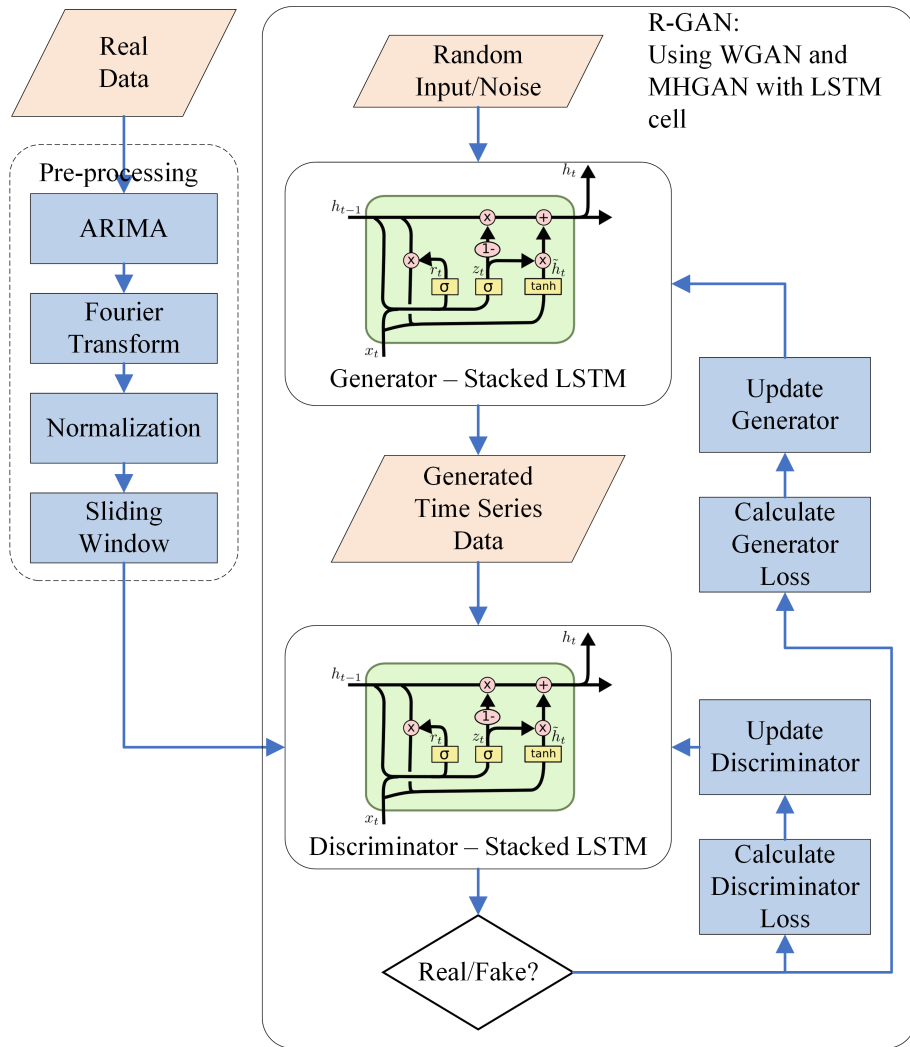 Real
Data
Pre-processing
ARIMA
Fourier
Transform
Normalization
Sliding
Window
R-GAN:
Using WGAN and
MHGAN with LSTM
cell
Random
Input/Noise
h_t
h_{t-1}
x
+
1-
x
r_t
z_t
x
h̃_t
σ
σ
tanh
x_t
Generator – Stacked LSTM
Generated
Time Series
Data
h_t
h_{t-1}
x
+
1-
x
r_t
z_t
x
h̃_t
σ
σ
tanh
x_t
Discriminator – Stacked LSTM
Real/Fake?
Update
Generator
Calculate
Generator
Loss
Update
Discriminator
Calculate
Discriminator
Loss